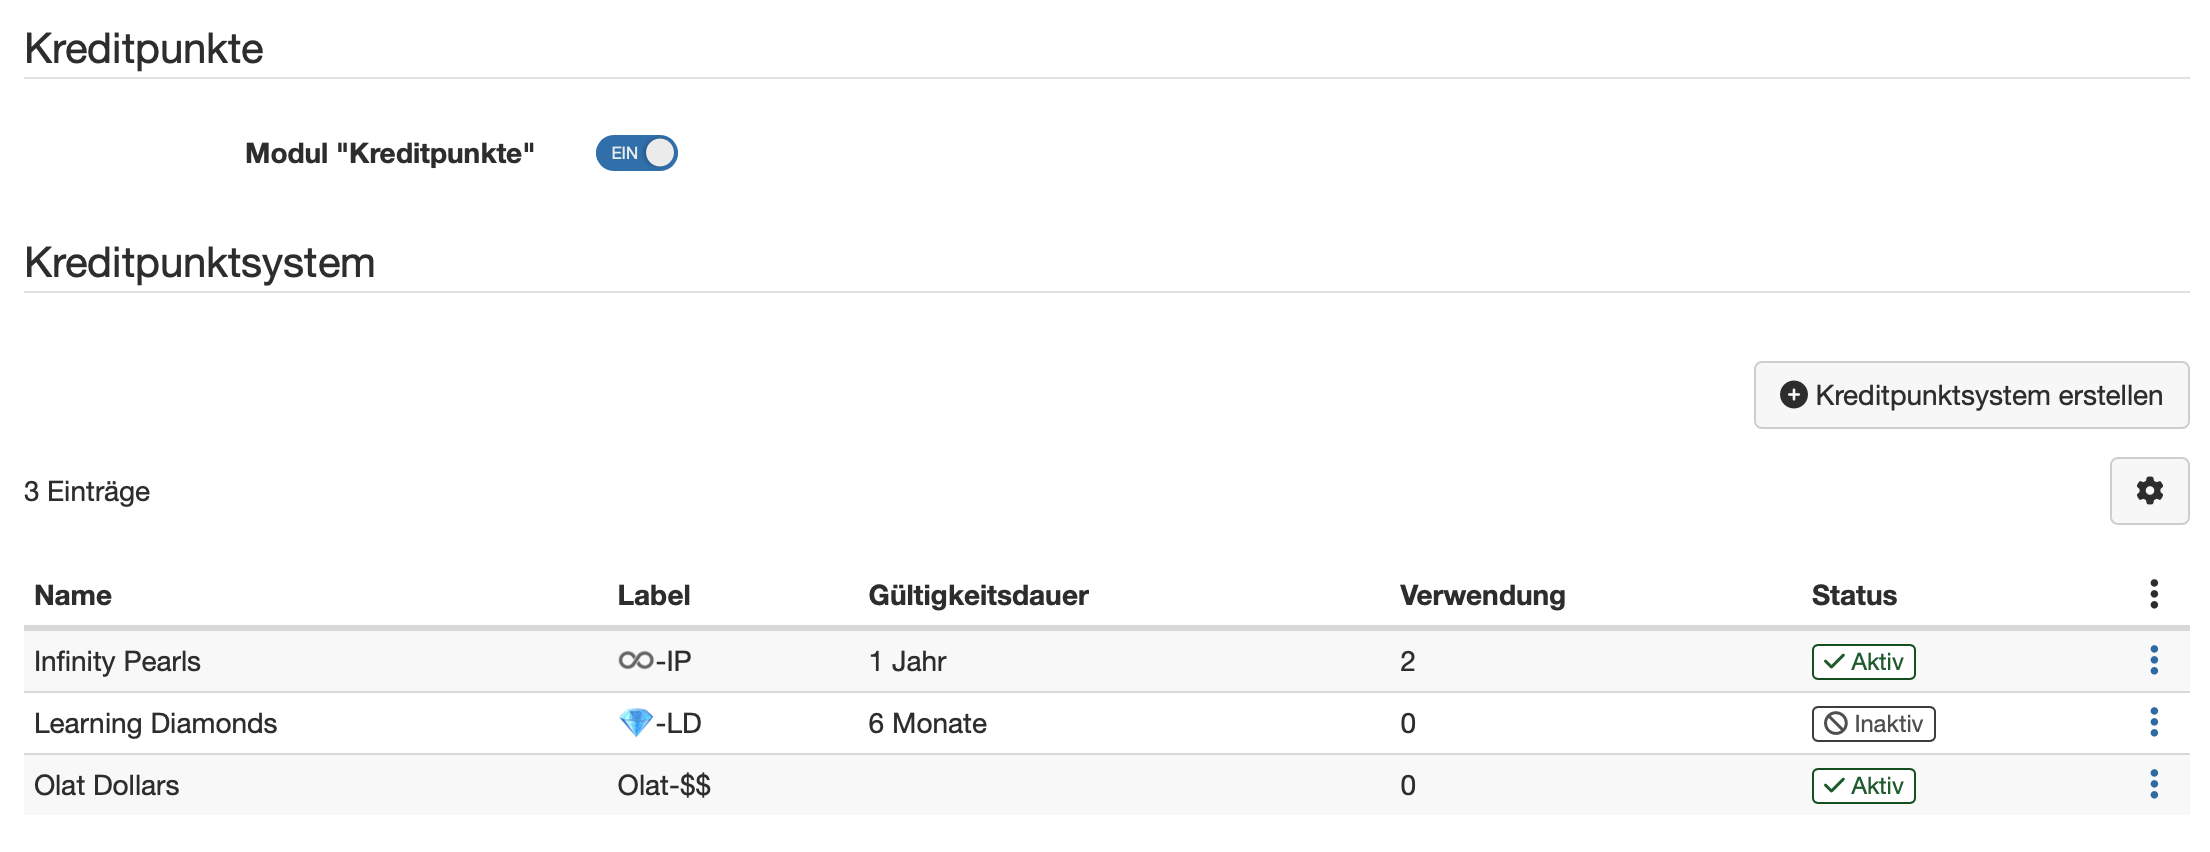 Kreditpunkte
Modul "Kreditpunkte" EIN
Kreditpunktsystem
Kreditpunktsystem erstellen
3 Einträge
Name Label Gültigkeitsdauer Verwendung Status
Infinity Pearls ∞-IP 1 Jahr 2 Aktiv
Learning Diamonds 💎-LD 6 Monate 0 Inaktiv
Olat Dollars Olat-$$ 0 Aktiv